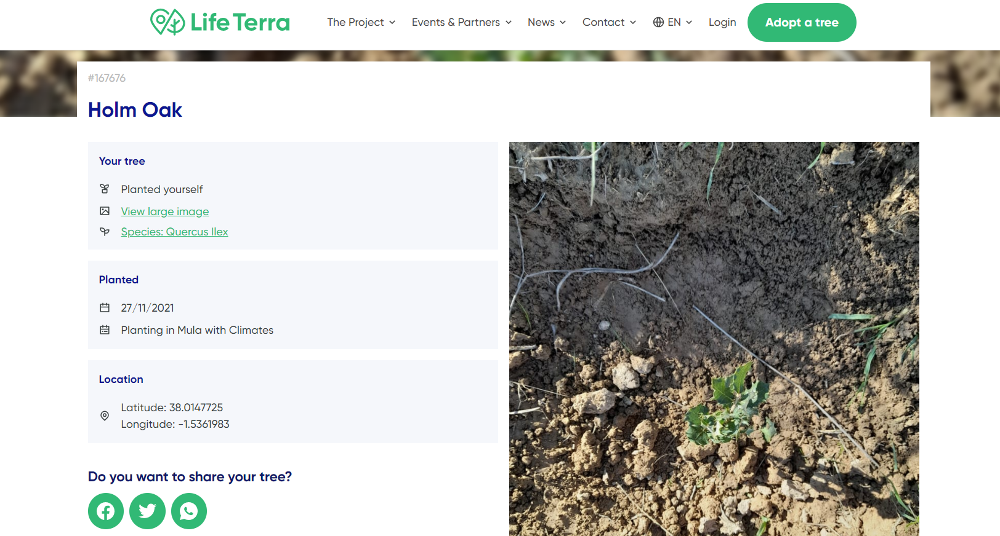 Life Terra
The Project
Events & Partners
News
Contact
EN
Login
Adopt a tree
#167676
Holm Oak
Your tree
Planted yourself
View large image
Species: Quercus Ilex
Planted
27/11/2021
Planting in Mula with Climates
Location
Latitude: 38.0147725
Longitude: -1.5361983
Do you want to share your tree?